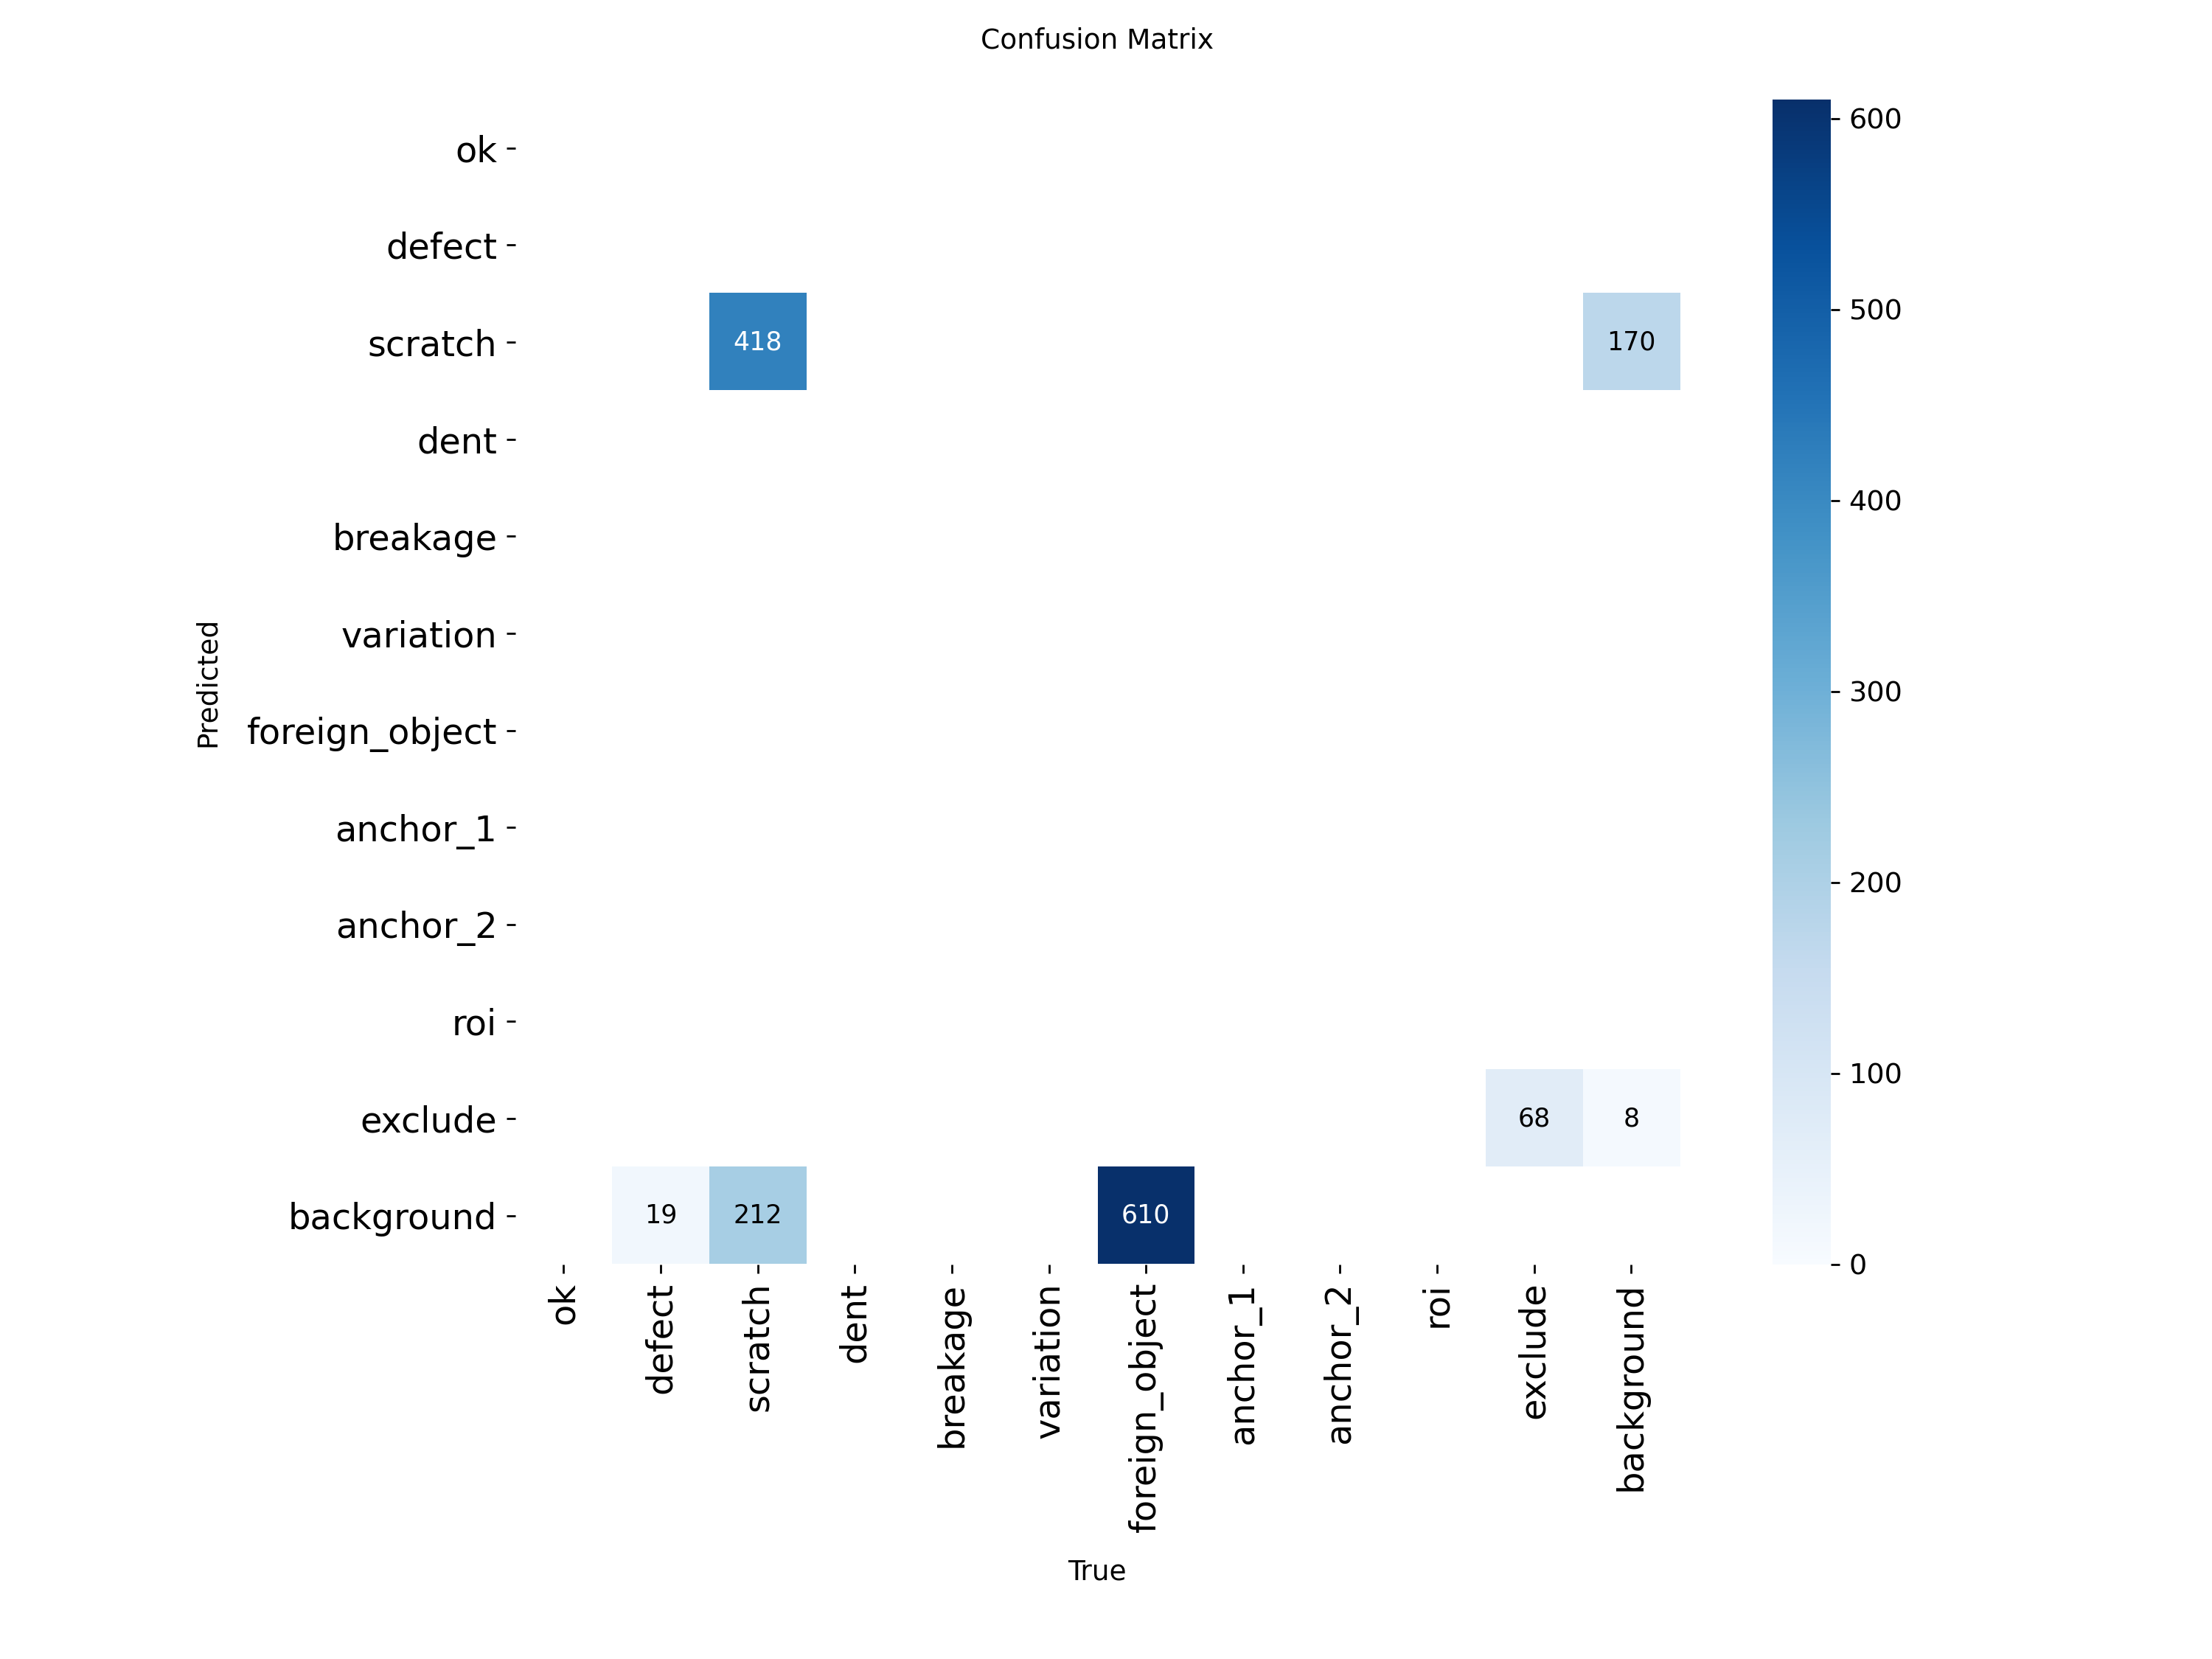 Confusion Matrix
ok
defect
scratch
dent
breakage
variation
foreign_object
anchor_1
anchor_2
roi
exclude
background
Predicted
418
170
68
8
19
212
610
ok
defect
scratch
dent
breakage
variation
foreign_object
anchor_1
anchor_2
roi
exclude
background
True
600
500
400
300
200
100
0